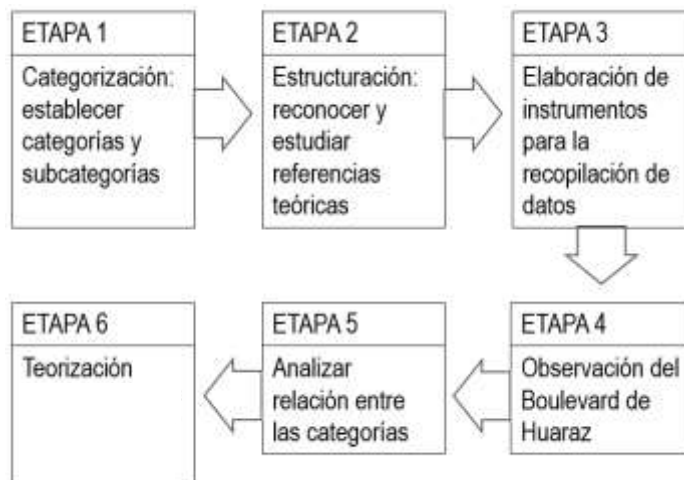 ETAPA 1
Categorización:
establecer
categorías y
subcategorías
ETAPA 2
Estructuración:
reconocer y
estudiar
referencias
teóricas
ETAPA 3
Elaboración de
instrumentos
para la
recopilación de
datos
ETAPA 4
Observación del
Boulevard de
Huaraz
ETAPA 5
Analizar
relación entre
las categorías
ETAPA 6
Teorización